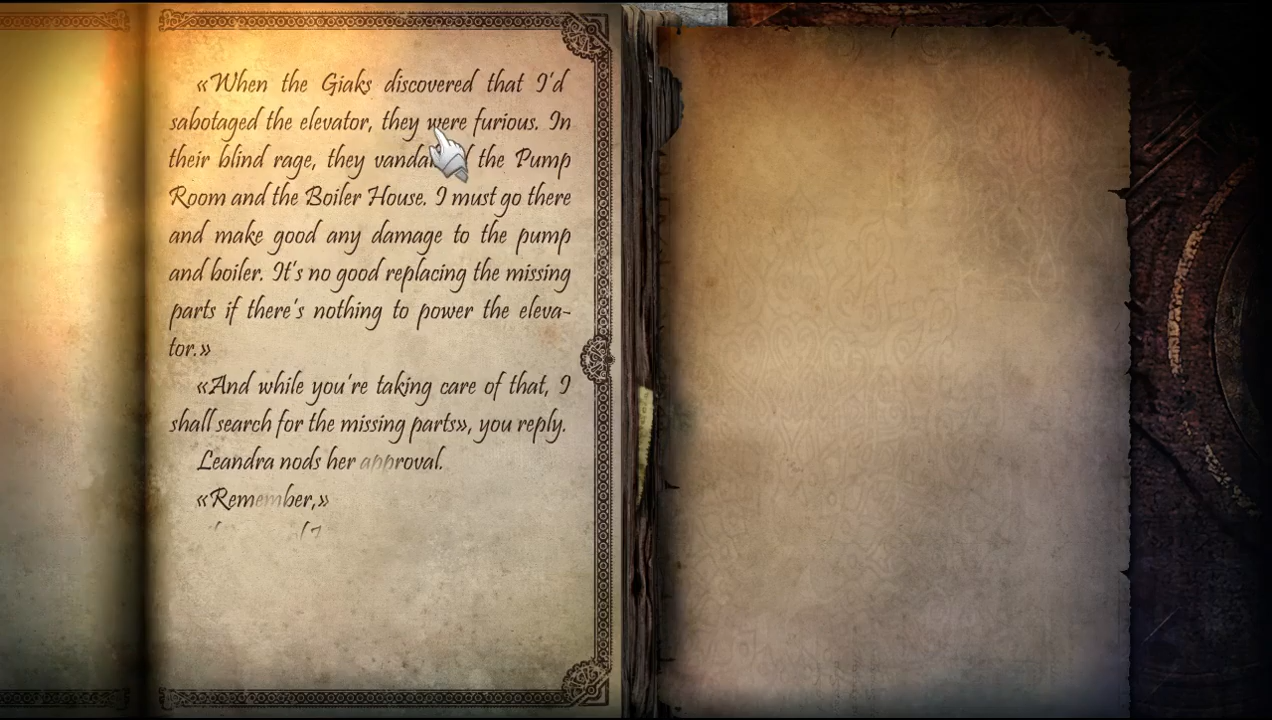 «When the Giaks discovered that I'd
sabotaged the elevator, they were furious. In
their blind rage, they the Pump
Room and the Boiler House. I must go there
and make good any damage to the pump
and boiler. It's no good replacing the missing
parts if there's nothing to power the eleva-
tor.»
«And while you're taking care of that, I
shall search for the missing parts», you reply.
Leandra nods her approval.
«Remember,»